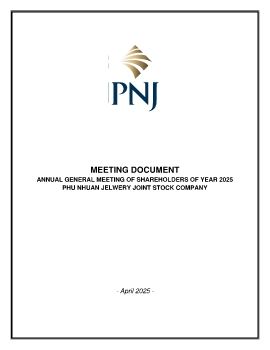 PNJ
MEETING DOCUMENT
ANNUAL GENERAL MEETING OF SHAREHOLDERS OF YEAR 2025
PHU NHUAN JELWERY JOINT STOCK COMPANY
- April 2025 -